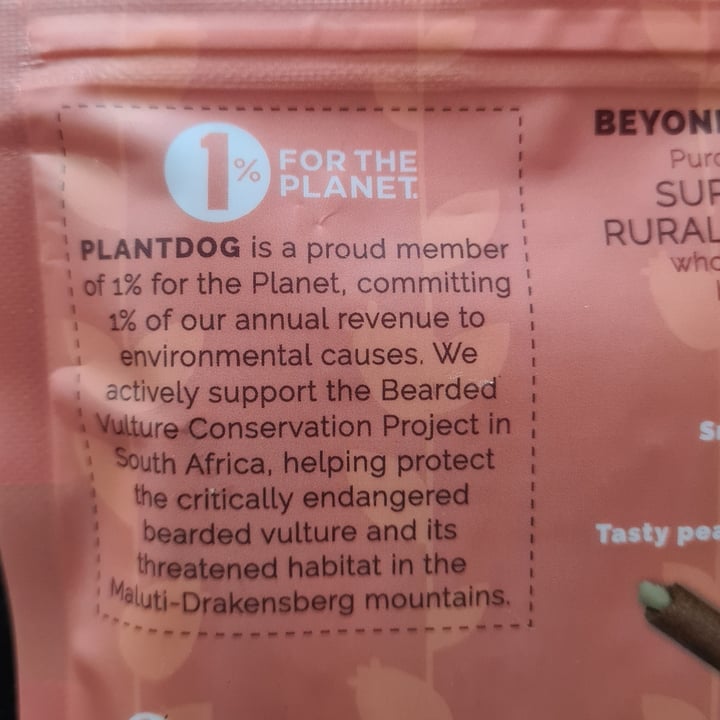 1%
FOR THE
PLANET.
PLANTDOG is a proud member
of 1% for the Planet, committing
1% of our annual revenue to
environmental causes. We
actively support the Bearded
Vulture Conservation Project in
South Africa, helping protect
the critically endangered
bearded vulture and its
threatened habitat in the
Maluti-Drakensberg mountains.
RURAL
Tasty